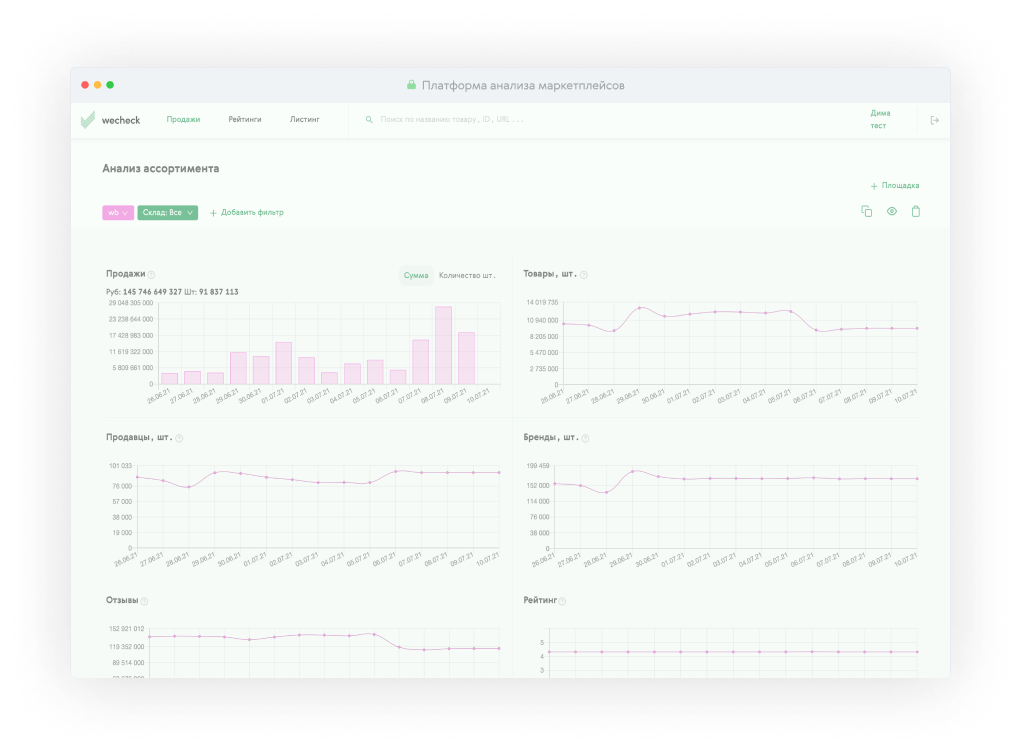 Платформа анализа маркетплейсов
wecheck Продажи Рейтинги Листинг Поиск по названию товару, ID, URL ...
Дима
тест
Анализ ассортимента
+ Площадка
wb Склад: Все + Добавить фильтр
Продажи ?
Сумма Количество шт.
Руб: 145 746 649 327 Шт: 91 837 113
29 048 305 000
23 238 644 000
17 428 983 000
11 619 322 000
5 809 661 000
0
26.06.21 27.06.21 28.06.21 29.06.21 30.06.21 01.07.21 02.07.21 03.07.21 04.07.21 05.07.21 06.07.21 07.07.21 08.07.21 09.07.21 10.07.21
Товары, шт. ?
14 019 735
10 940 000
8 205 000
5 470 000
2 735 000
0
26.06.21 27.06.21 28.06.21 29.06.21 30.06.21 01.07.21 02.07.21 03.07.21 04.07.21 05.07.21 06.07.21 07.07.21 08.07.21 09.07.21 10.07.21
Продавцы, шт. ?
101 033
76 000
57 000
38 000
19 000
0
26.06.21 27.06.21 28.06.21 29.06.21 30.06.21 01.07.21 02.07.21 03.07.21 04.07.21 05.07.21 06.07.21 07.07.21 08.07.21 09.07.21 10.07.21
Бренды, шт. ?
199 459
152 000
114 000
76 000
38 000
0
26.06.21 27.06.21 28.06.21 29.06.21 30.06.21 01.07.21 02.07.21 03.07.21 04.07.21 05.07.21 06.07.21 07.07.21 08.07.21 09.07.21 10.07.21
Отзывы ?
152 921 012
119 352 000
89 514 000
Рейтинг ?
5
4
3